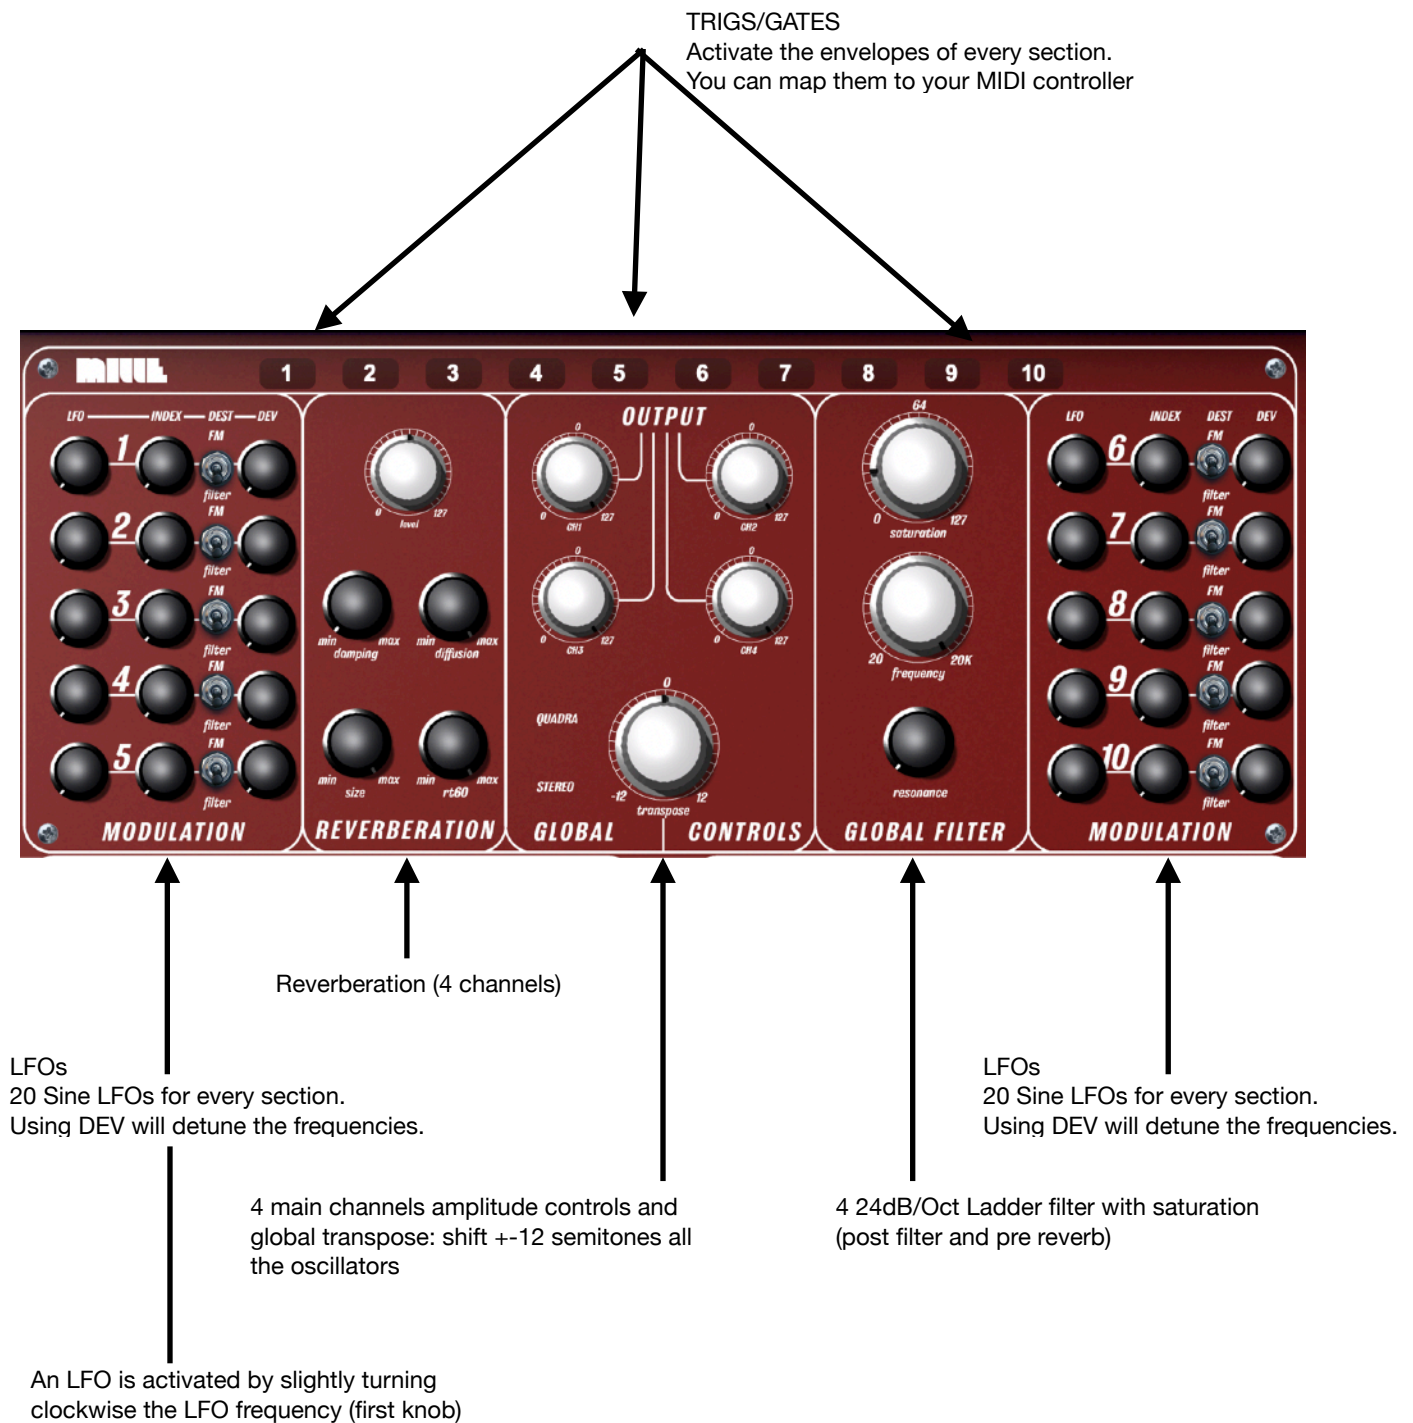 TRIGS/GATES
Activate the envelopes of every section.
You can map them to your MIDI controller
MILLE
1 2 3 4 5 6 7 8 9 10
LFO INDEX DEST DEV
1 FM filter
2 FM filter
3 FM filter
4 FM filter
5 FM filter
MODULATION
0 127
level
min max
damping
min max
diffusion
min max
size
min max
rt60
REVERBERATION
OUTPUT
0
0 127
CH1
0
0 127
CH2
0
0 127
CH3
0
0 127
CH4
QUADRA
STEREO
0
-12 12
transpose
GLOBAL CONTROLS
64
0 127
saturation
20 20K
frequency
resonance
GLOBAL FILTER
LFO INDEX DEST DEV
6 FM filter
7 FM filter
8 FM filter
9 FM filter
10 FM filter
MODULATION
Reverberation (4 channels)
LFOs
20 Sine LFOs for every section.
Using DEV will detune the frequencies.
LFOs
20 Sine LFOs for every section.
Using DEV will detune the frequencies.
4 main channels amplitude controls and
global transpose: shift +-12 semitones all
the oscillators
4 24dB/Oct Ladder filter with saturation
(post filter and pre reverb)
An LFO is activated by slightly turning
clockwise the LFO frequency (first knob)